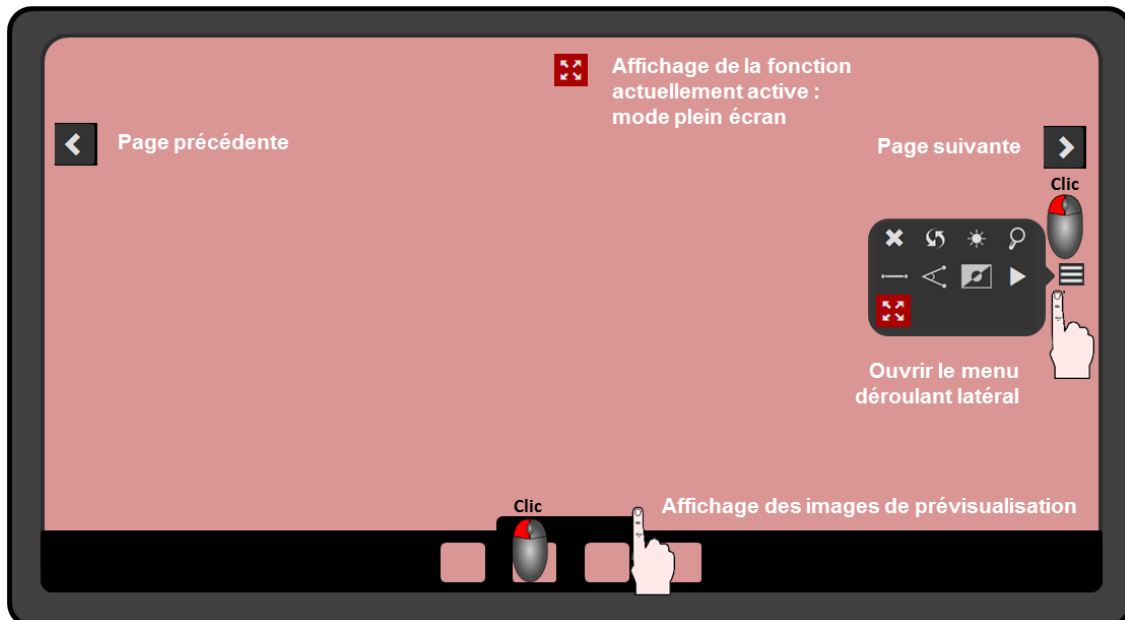 Affichage de la fonction
actuellement active :
mode plein écran
Page précédente
Page suivante
Clic
Ouvrir le menu
déroulant latéral
Clic
Affichage des images de prévisualisation